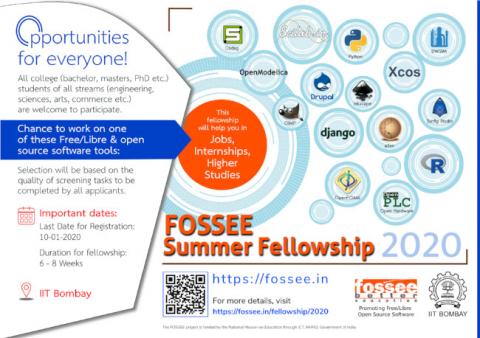 Opportunities
for everyone!
All college (bachelor, masters, PhD etc.)
students of all streams (engineering,
sciences, arts, commerce etc.)
are welcome to participate.
Chance to work on one
of these Free/Libre & open
source software tools:
Selection will be based on the
quality of screening tasks to be
completed by all applicants.
Important dates:
Last Date for Registration:
10-01-2020
Duration for fellowship:
6 - 8 Weeks
IIT Bombay
This
fellowship
will help you in
Jobs,
Internships,
Higher
Studies
Scilab
Python
DWSIM
OpenModelica
Xcos
Drupal
Inkscape
django
eSim
R
PLC
Open Hardware
FOSSEE
Summer Fellowship 2020
https://fossee.in
For more details, visit
https://fossee.in/fellowship/2020
fossee
better
education
Promoting Free/Libre
Open Source Software
IIT BOMBAY
The FOSSEE project is funded by the National Mission on Education through ICT, MHRD, Government of India